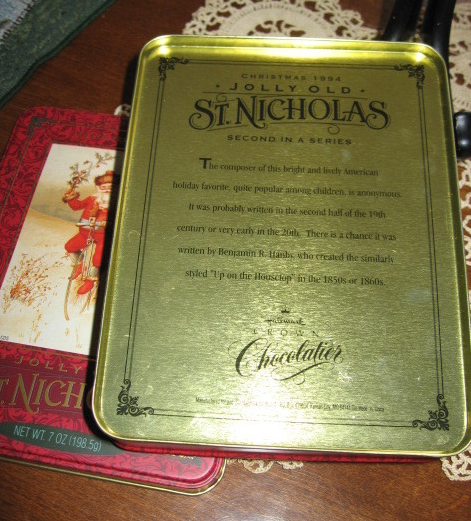 CHRISTMAS 1994
• JOLLY OLD •
ST. NICHOLAS
SECOND IN A SERIES
The composer of this bright and lively American
holiday favorite, quite popular among children, is anonymous.
It was probably written in the second half of the 19th
century or very early in the 20th. There is a chance it was
written by Benjamin R. Hanby, who created the similarly
styled "Up on the Housetop" in the 1850s or 1860s.
Hallmark
CROWN
Chocolatier
JOLLY
NICH
NET WT. 7 OZ (198.5g)